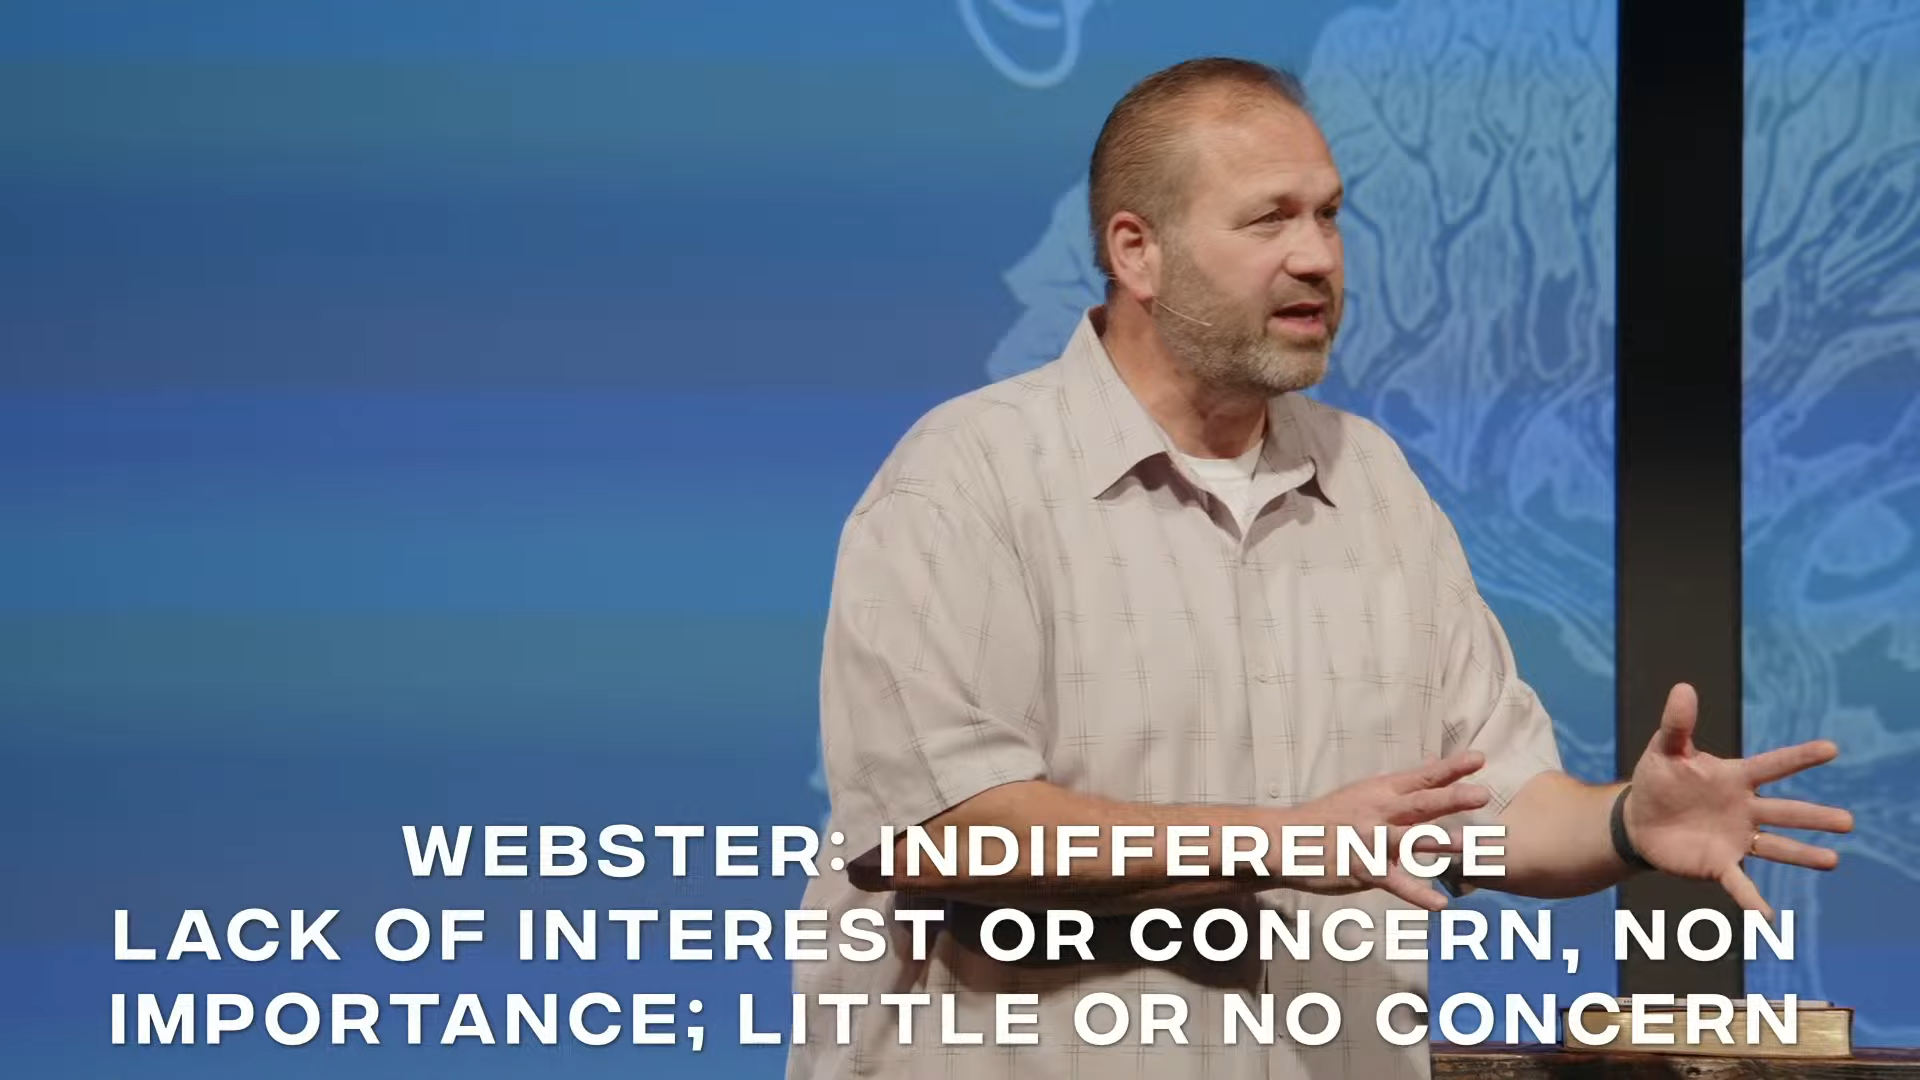 WEBSTER: INDIFFERENCE
LACK OF INTEREST OR CONCERN, NON
IMPORTANCE; LITTLE OR NO CONCERN